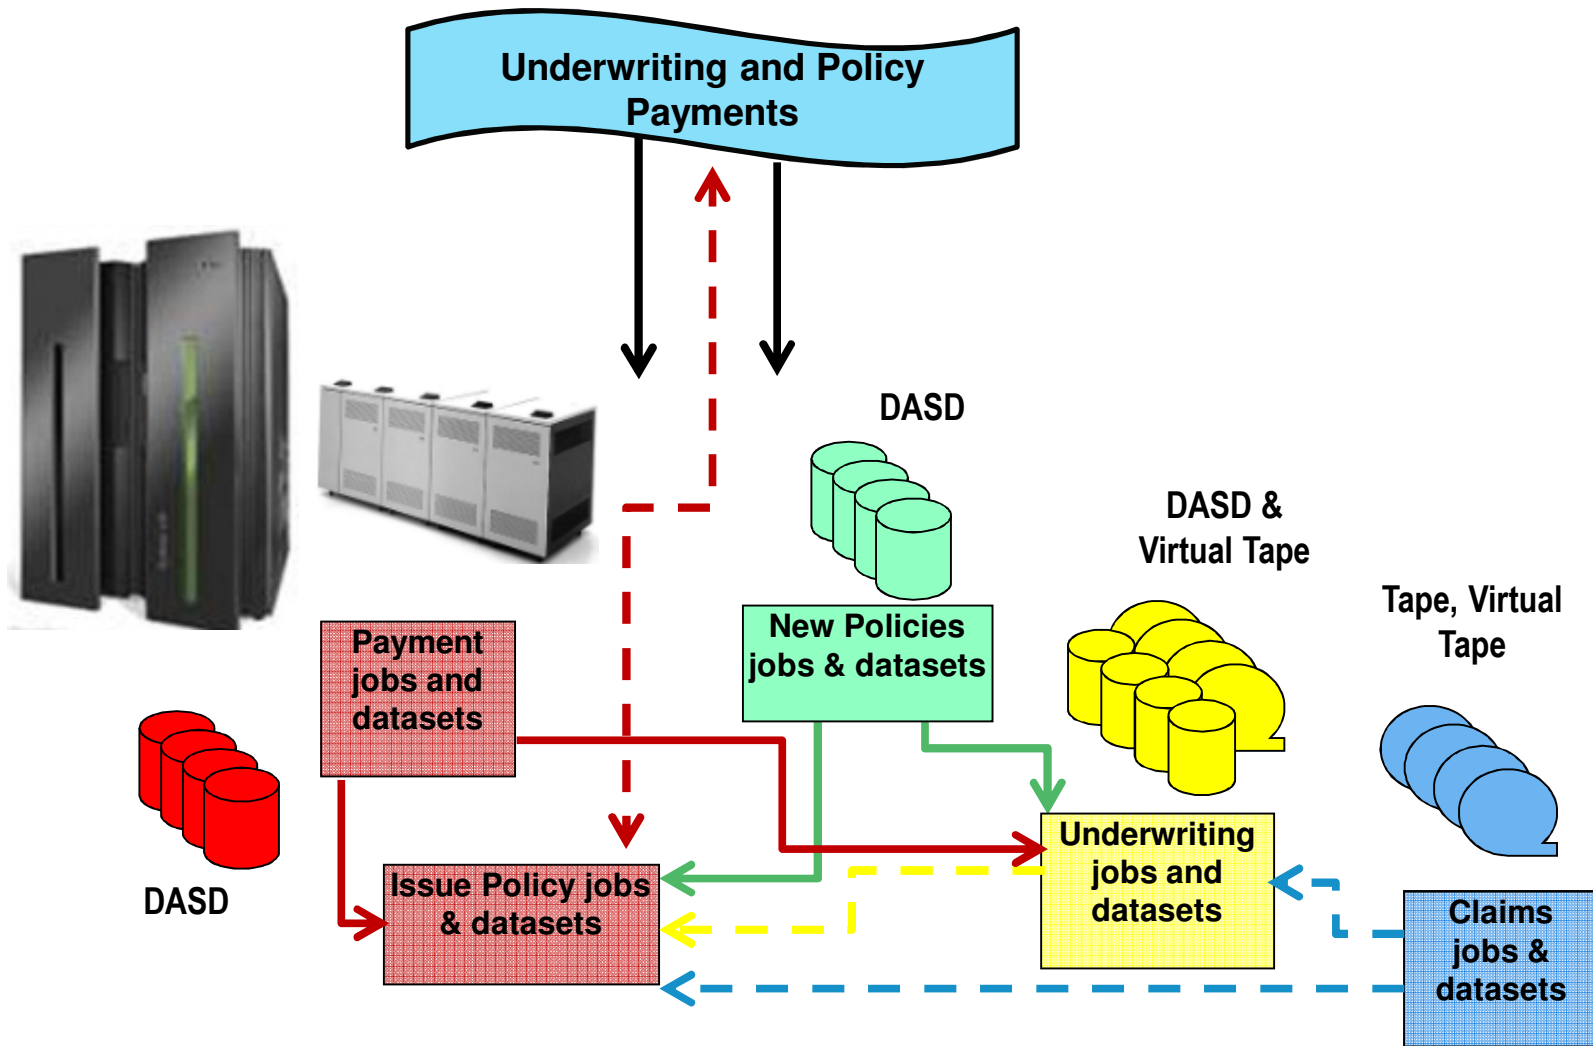 Underwriting and Policy
Payments
DASD
DASD &
Virtual Tape
Tape, Virtual
Tape
Payment
jobs and
datasets
New Policies
jobs & datasets
DASD
Issue Policy jobs
& datasets
Underwriting
jobs and
datasets
Claims
jobs &
datasets